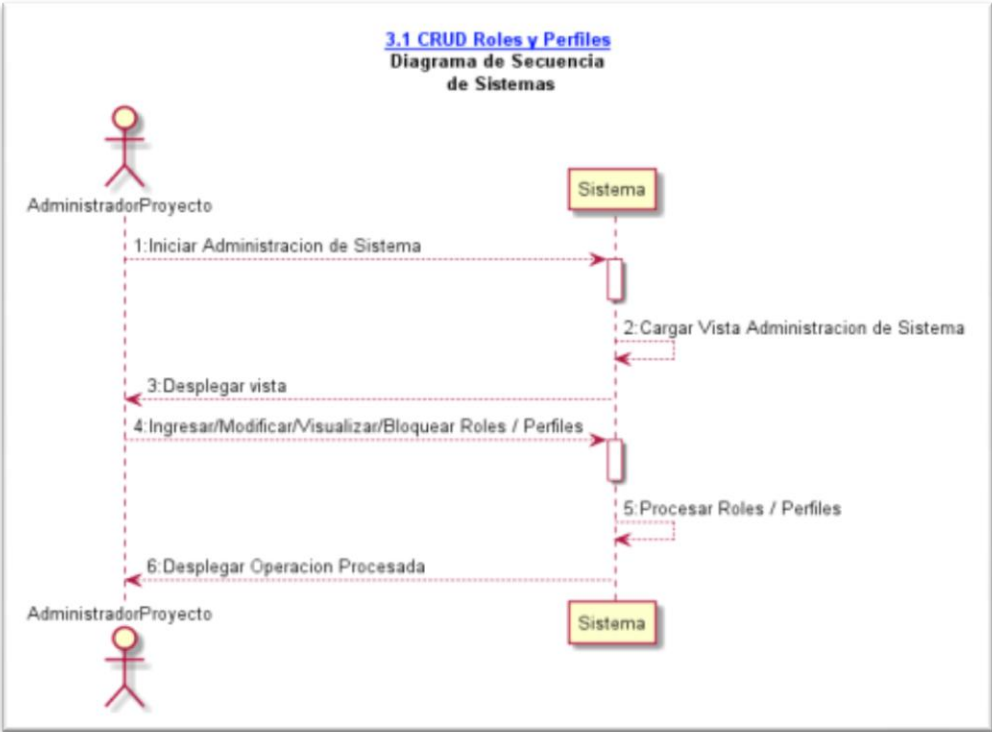 3.1 CRUD Roles y Perfiles
Diagrama de Secuencia
de Sistemas
AdministradorProyecto
Sistema
1:Iniciar Administracion de Sistema
2:Cargar Vista Administracion de Sistema
3:Desplegar vista
4:Ingresar/Modificar/Visualizar/Bloquear Roles / Perfiles
5:Procesar Roles / Perfiles
6:Desplegar Operacion Procesada
AdministradorProyecto
Sistema